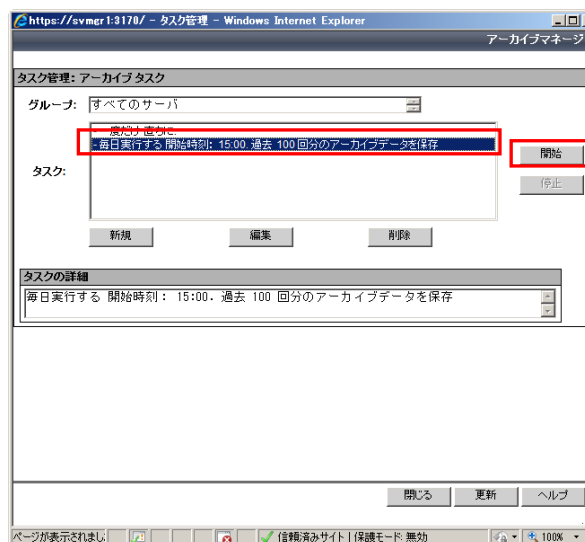 https://svmgr1:3170/ - タスク管理 - Windows Internet Explorer
アーカイブマネージ
タスク管理: アーカイブ タスク
グループ: すべてのサーバ
- 一度だけ 直ちに.
- 毎日実行する 開始時刻: 15:00. 過去 100 回分のアーカイブデータを保存
開始
タスク:
停止
新規 編集 削除
タスクの詳細
毎日実行する 開始時刻: 15:00. 過去 100 回分のアーカイブデータを保存
閉じる 更新 ヘルプ
ページが表示されまし 信頼済みサイト | 保護モード: 無効 100%